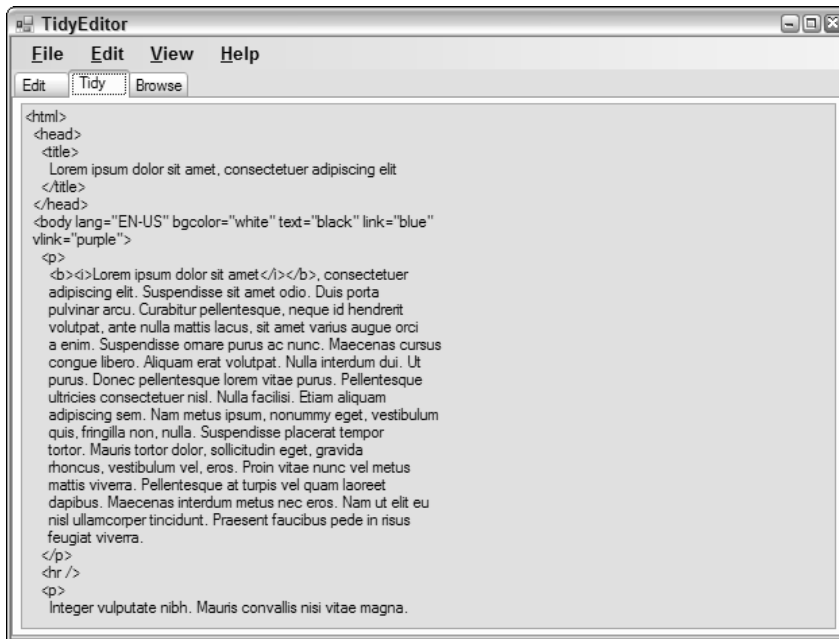 TidyEditor
File Edit View Help
Edit Tidy Browse
<html>
<head>
<title>
Lorem ipsum dolor sit amet, consectetuer adipiscing elit
</title>
</head>
<body lang="EN-US" bgcolor="white" text="black" link="blue"
vlink="purple">
<p>
<b><i>Lorem ipsum dolor sit amet</i></b>, consectetuer
adipiscing elit. Suspendisse sit amet odio. Duis porta
pulvinar arcu. Curabitur pellentesque, neque id hendrerit
volutpat, ante nulla mattis lacus, sit amet varius augue orci
a enim. Suspendisse ornare purus ac nunc. Maecenas cursus
congue libero. Aliquam erat volutpat. Nulla interdum dui. Ut
purus. Donec pellentesque lorem vitae purus. Pellentesque
ultricies consectetuer nisl. Nulla facilisi. Etiam aliquam
adipiscing sem. Nam metus ipsum, nonummy eget, vestibulum
quis, fringilla non, nulla. Suspendisse placerat tempor
tortor. Mauris tortor dolor, sollicitudin eget, gravida
rhoncus, vestibulum vel, eros. Proin vitae nunc vel metus
mattis viverra. Pellentesque at turpis vel quam laoreet
dapibus. Maecenas interdum metus nec eros. Nam ut elit eu
nisl ullamcorper tincidunt. Praesent faucibus pede in risus
feugiat viverra.
</p>
<hr />
<p>
Integer vulputate nibh. Mauris convallis nisi vitae magna.